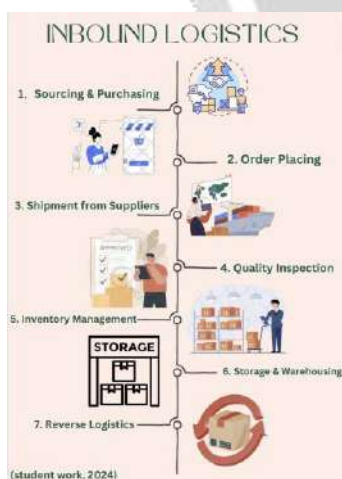 INBOUND LOGISTICS
1. Sourcing & Purchasing
2. Order Placing
3. Shipment from Suppliers
APPROVED
4. Quality Inspection
5. Inventory Management
STORAGE
6. Storage & Warehousing
7. Reverse Logistics
(student work, 2024)